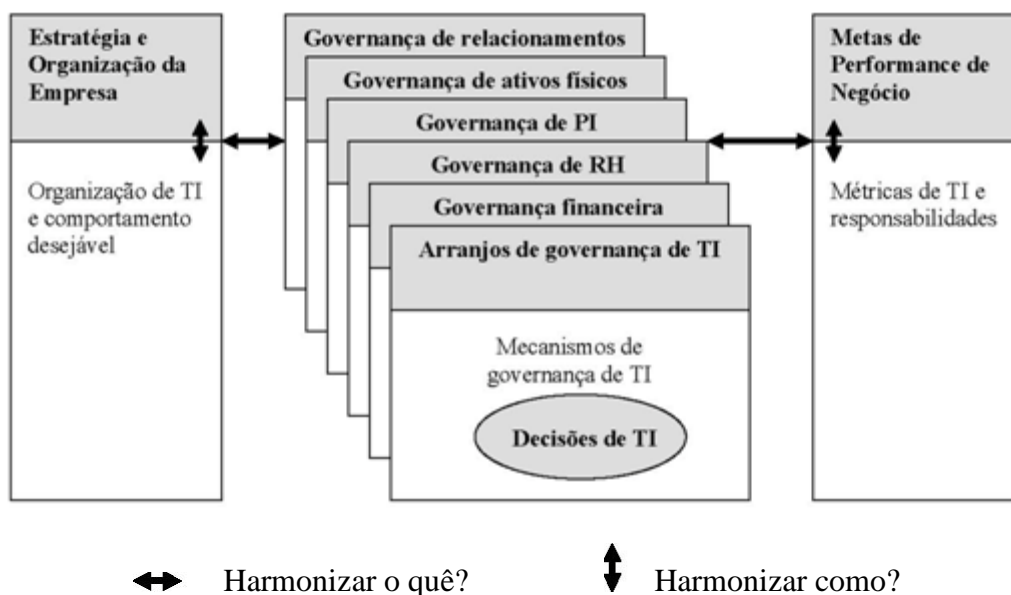 Estratégia e
Organização da
Empresa
Organização de TI
e comportamento
desejável
Governança de relacionamentos
Governança de ativos físicos
Governança de PI
Governança de RH
Governança financeira
Arranjos de governança de TI
Mecanismos de
governança de TI
Decisões de TI
Metas de
Performance de
Negócio
Métricas de TI e
responsabilidades
Harmonizar o quê?
Harmonizar como?